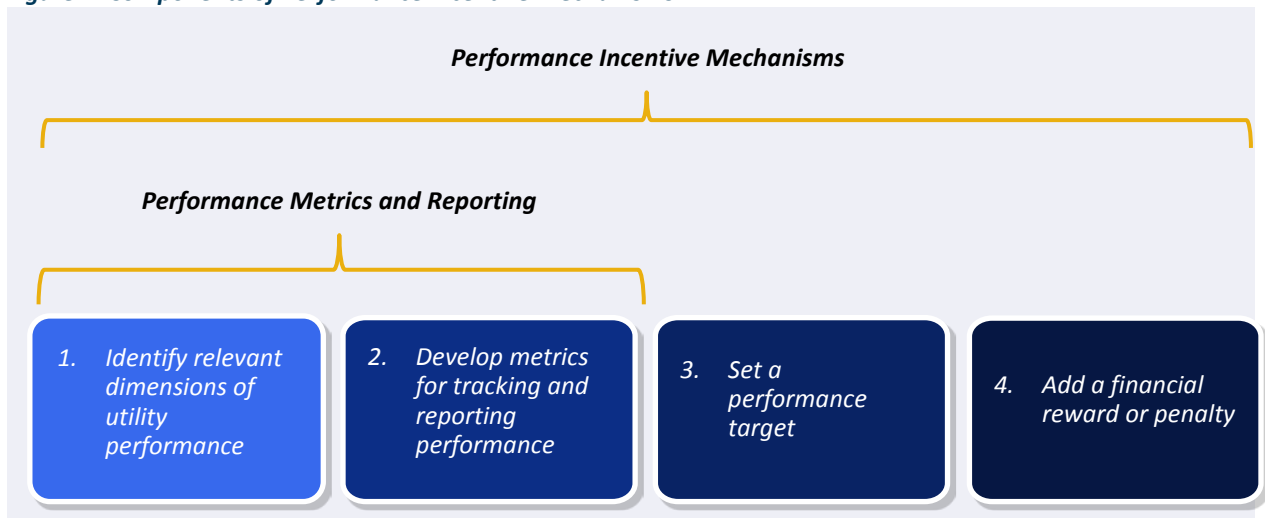 Performance Incentive Mechanisms
Performance Metrics and Reporting
1. Identify relevant
dimensions of
utility
performance
2. Develop metrics
for tracking and
reporting
performance
3. Set a
performance
target
4. Add a financial
reward or penalty